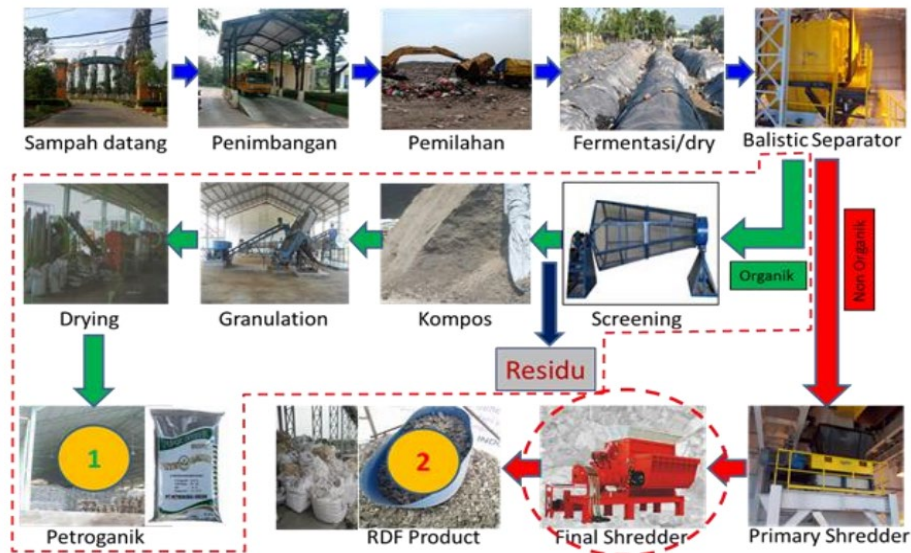 Sampah datang
Penimbangan
Pemilahan
Fermentasi/dry
Balistic Separator
Non Organik
Organik
Drying
Granulation
Kompos
Screening
Residu
1
2
Petroganik
RDF Product
Final Shredder
Primary Shredder